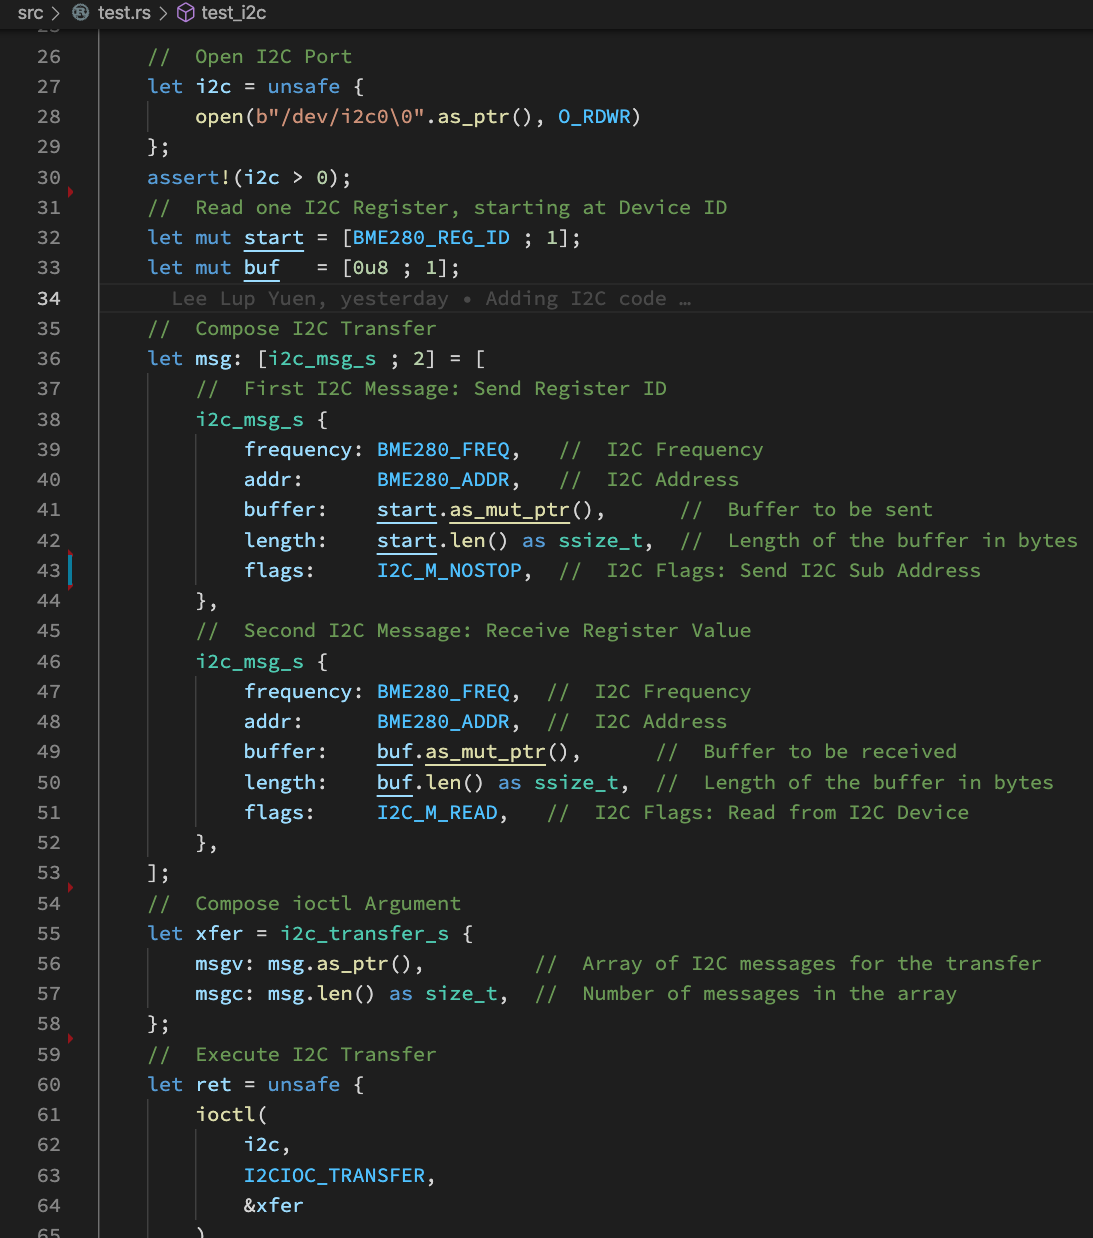 src > test.rs > test_i2c
25
26 //  Open I2C Port
27 let i2c = unsafe {
28     open(b"/dev/i2c0\0".as_ptr(), O_RDWR)
29 };
30 assert!(i2c > 0);
31 //  Read one I2C Register, starting at Device ID
32 let mut start = [BME280_REG_ID ; 1];
33 let mut buf   = [0u8 ; 1];
34   Lee Lup Yuen, yesterday • Adding I2C code …
35 //  Compose I2C Transfer
36 let msg: [i2c_msg_s ; 2] = [
37     //  First I2C Message: Send Register ID
38     i2c_msg_s {
39         frequency: BME280_FREQ,   //  I2C Frequency
40         addr:      BME280_ADDR,   //  I2C Address
41         buffer:    start.as_mut_ptr(),      //  Buffer to be sent
42         length:    start.len() as ssize_t,  //  Length of the buffer in bytes
43         flags:     I2C_M_NOSTOP,  //  I2C Flags: Send I2C Sub Address
44     },
45     //  Second I2C Message: Receive Register Value
46     i2c_msg_s {
47         frequency: BME280_FREQ,  //  I2C Frequency
48         addr:      BME280_ADDR,  //  I2C Address
49         buffer:    buf.as_mut_ptr(),      //  Buffer to be received
50         length:    buf.len() as ssize_t,  //  Length of the buffer in bytes
51         flags:     I2C_M_READ,   //  I2C Flags: Read from I2C Device
52     },
53 ];
54 //  Compose ioctl Argument
55 let xfer = i2c_transfer_s {
56     msgv: msg.as_ptr(),         //  Array of I2C messages for the transfer
57     msgc: msg.len() as size_t,  //  Number of messages in the array
58 };
59 //  Execute I2C Transfer
60 let ret = unsafe {
61     ioctl(
62         i2c,
63         I2CIOC_TRANSFER,
64         &xfer
65     )